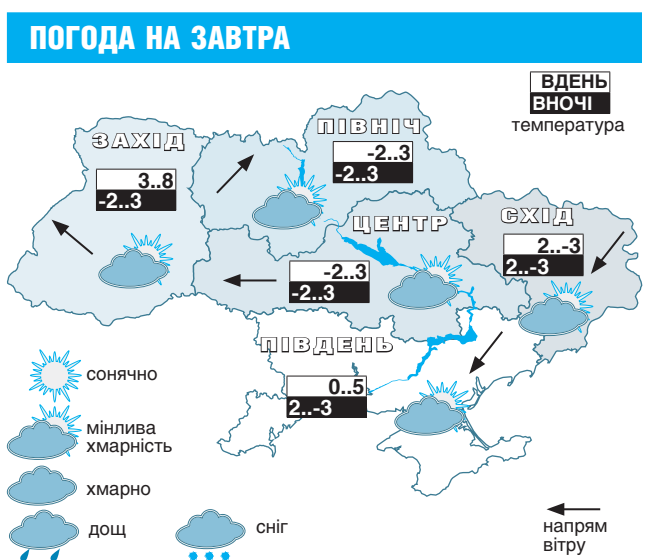 ПОГОДА НА ЗАВТРА
ВДЕНЬ
ВНОЧІ
температура
ПІВНІЧ
-2..3
-2..3
ЗАХІД
3..8
-2..3
ЦЕНТР
-2..3
-2..3
СХІД
2..-3
2..-3
ПІВДЕНЬ
0..5
2..-3
сонячно
мінлива
хмарність
хмарно
дощ
сніг
напрям
вітру